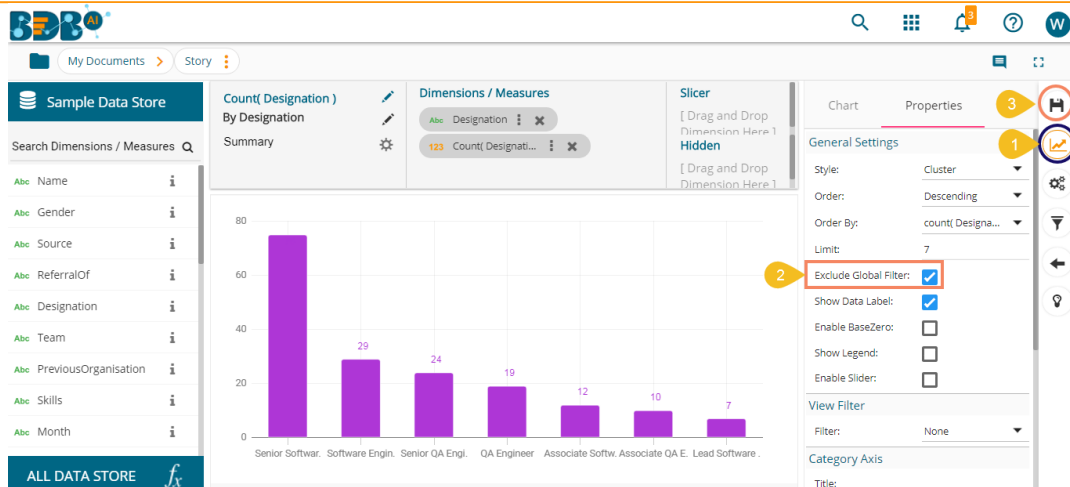 BDB AI
3
W
My Documents
Story
Sample Data Store
Search Dimensions / Measures
Abc Name
Abc Gender
Abc Source
Abc ReferralOf
Abc Designation
Abc Team
Abc PreviousOrganisation
Abc Skills
Abc Month
ALL DATA STORE
fx
Count( Designation )
By Designation
Summary
Dimensions / Measures
Abc Designation
123 Count( Designati...
Slicer
[ Drag and Drop
Dimension Here ]
Hidden
[ Drag and Drop
Dimension Here ]
80
60
40
20
0
29
24
19
12
10
7
Senior Softwar. Software Engin. Senior QA Engi. QA Engineer Associate Softw. Associate QA E. Lead Software .
Chart Properties
3
1
General Settings
Style: Cluster
Order: Descending
Order By: count( Designa...
Limit: 7
2
Exclude Global Filter:
Show Data Label:
Enable BaseZero:
Show Legend:
Enable Slider:
View Filter
Filter: None
Category Axis
Title: